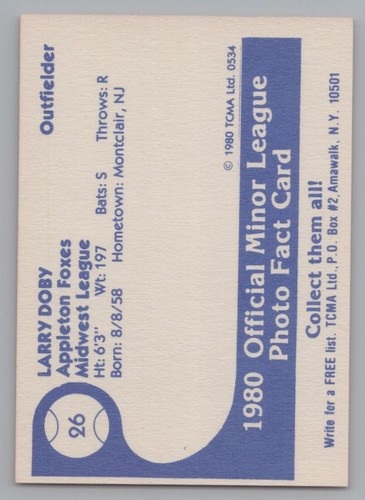 26
LARRY DOBY
Outfielder
Appleton Foxes
Midwest League
Ht: 6'3" Wt: 197 Bats: S Throws: R
Born: 8/8/58 Hometown: Montclair, NJ
© 1980 TCMA Ltd. 0534
1980 Official Minor League
Photo Fact Card
Collect them all!
Write for a FREE list. TCMA Ltd., P.O. Box #2, Amawalk, N.Y. 10501